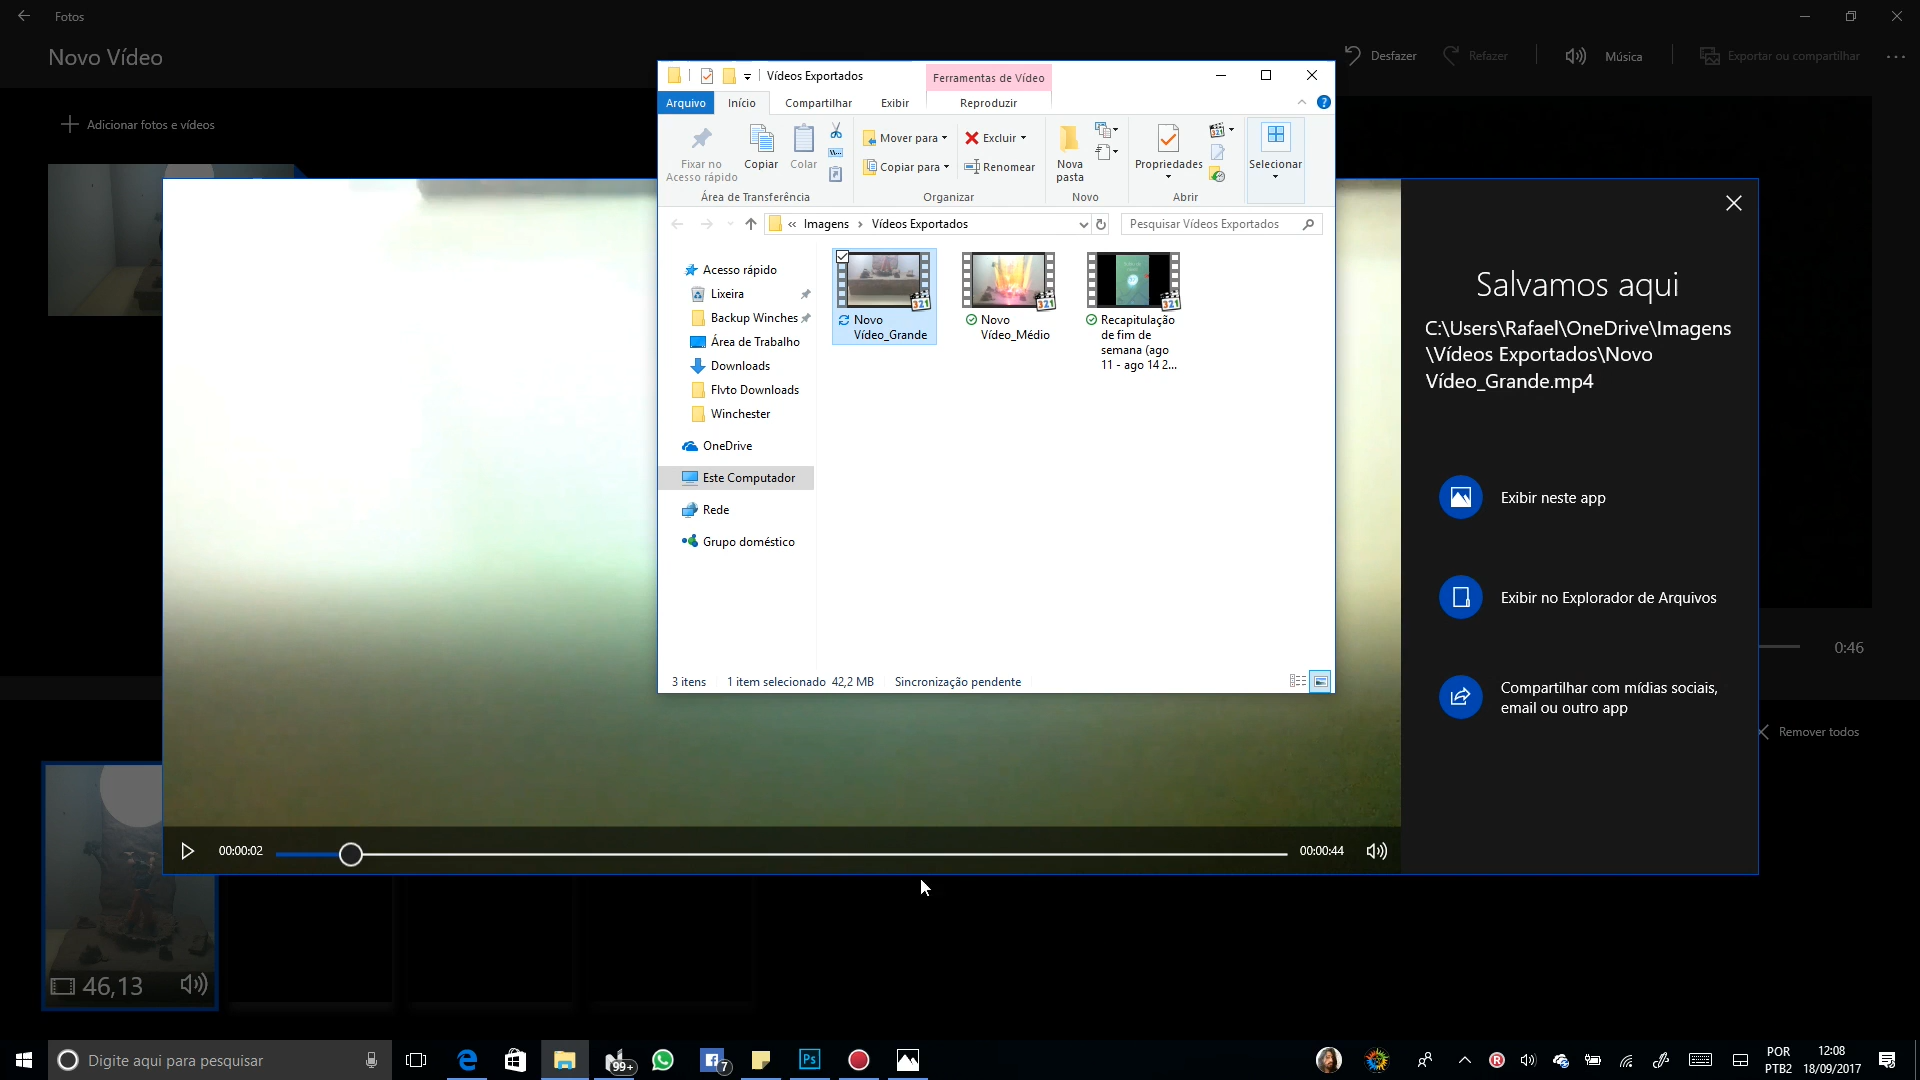 Fotos
Novo Vídeo
Desfazer
Refazer
Música
Exportar ou compartilhar
Adicionar fotos e vídeos
Vídeos Exportados
Ferramentas de Vídeo
Arquivo
Início
Compartilhar
Exibir
Reproduzir
Fixar no
Acesso rápido
Copiar
Colar
Área de Transferência
Mover para
Copiar para
Excluir
Renomear
Organizar
Nova
pasta
Novo
Propriedades
Abrir
Selecionar
« Imagens > Vídeos Exportados
Pesquisar Vídeos Exportados
Acesso rápido
Lixeira
Backup Winches
Área de Trabalho
Downloads
Flvto Downloads
Winchester
OneDrive
Este Computador
Rede
Grupo doméstico
321
Novo
Vídeo_Grande
321
Novo
Vídeo_Médio
321
Recapitulação
de fim de
semana (ago
11 - ago 14 2...
3 itens
1 item selecionado 42,2 MB
Sincronização pendente
Salvamos aqui
C:\Users\Rafael\OneDrive\Imagens
\Vídeos Exportados\Novo
Vídeo_Grande.mp4
Exibir neste app
Exibir no Explorador de Arquivos
Compartilhar com mídias sociais,
email ou outro app
0:46
Remover todos
00:00:02
00:00:44
46,13
Digite aqui para pesquisar
99+
7
Ps
R
POR
PTB2
12:08
18/09/2017